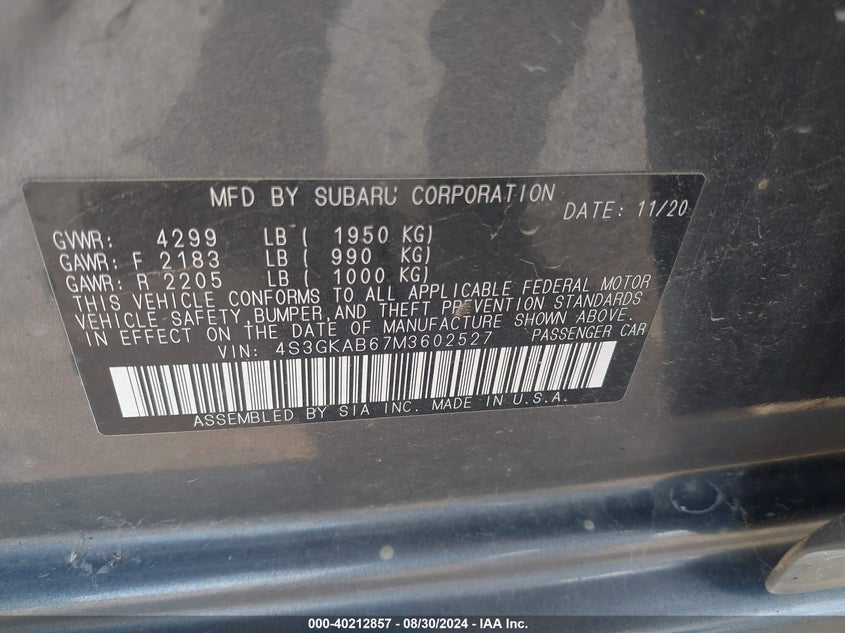 MFD BY SUBARU CORPORATION DATE: 11/20
GVWR: 4299 LB ( 1950 KG)
GAWR: F 2183 LB ( 990 KG)
GAWR: R 2205 LB ( 1000 KG)
THIS VEHICLE CONFORMS TO ALL APPLICABLE FEDERAL MOTOR
VEHICLE SAFETY, BUMPER, AND THEFT PREVENTION STANDARDS
IN EFFECT ON THE DATE OF MANUFACTURE SHOWN ABOVE.
VIN: 4S3GKAB67M3602527 PASSENGER CAR
ASSEMBLED BY SIA INC. MADE IN U.S.A.
000-40212857 - 08/30/2024 - IAA Inc.